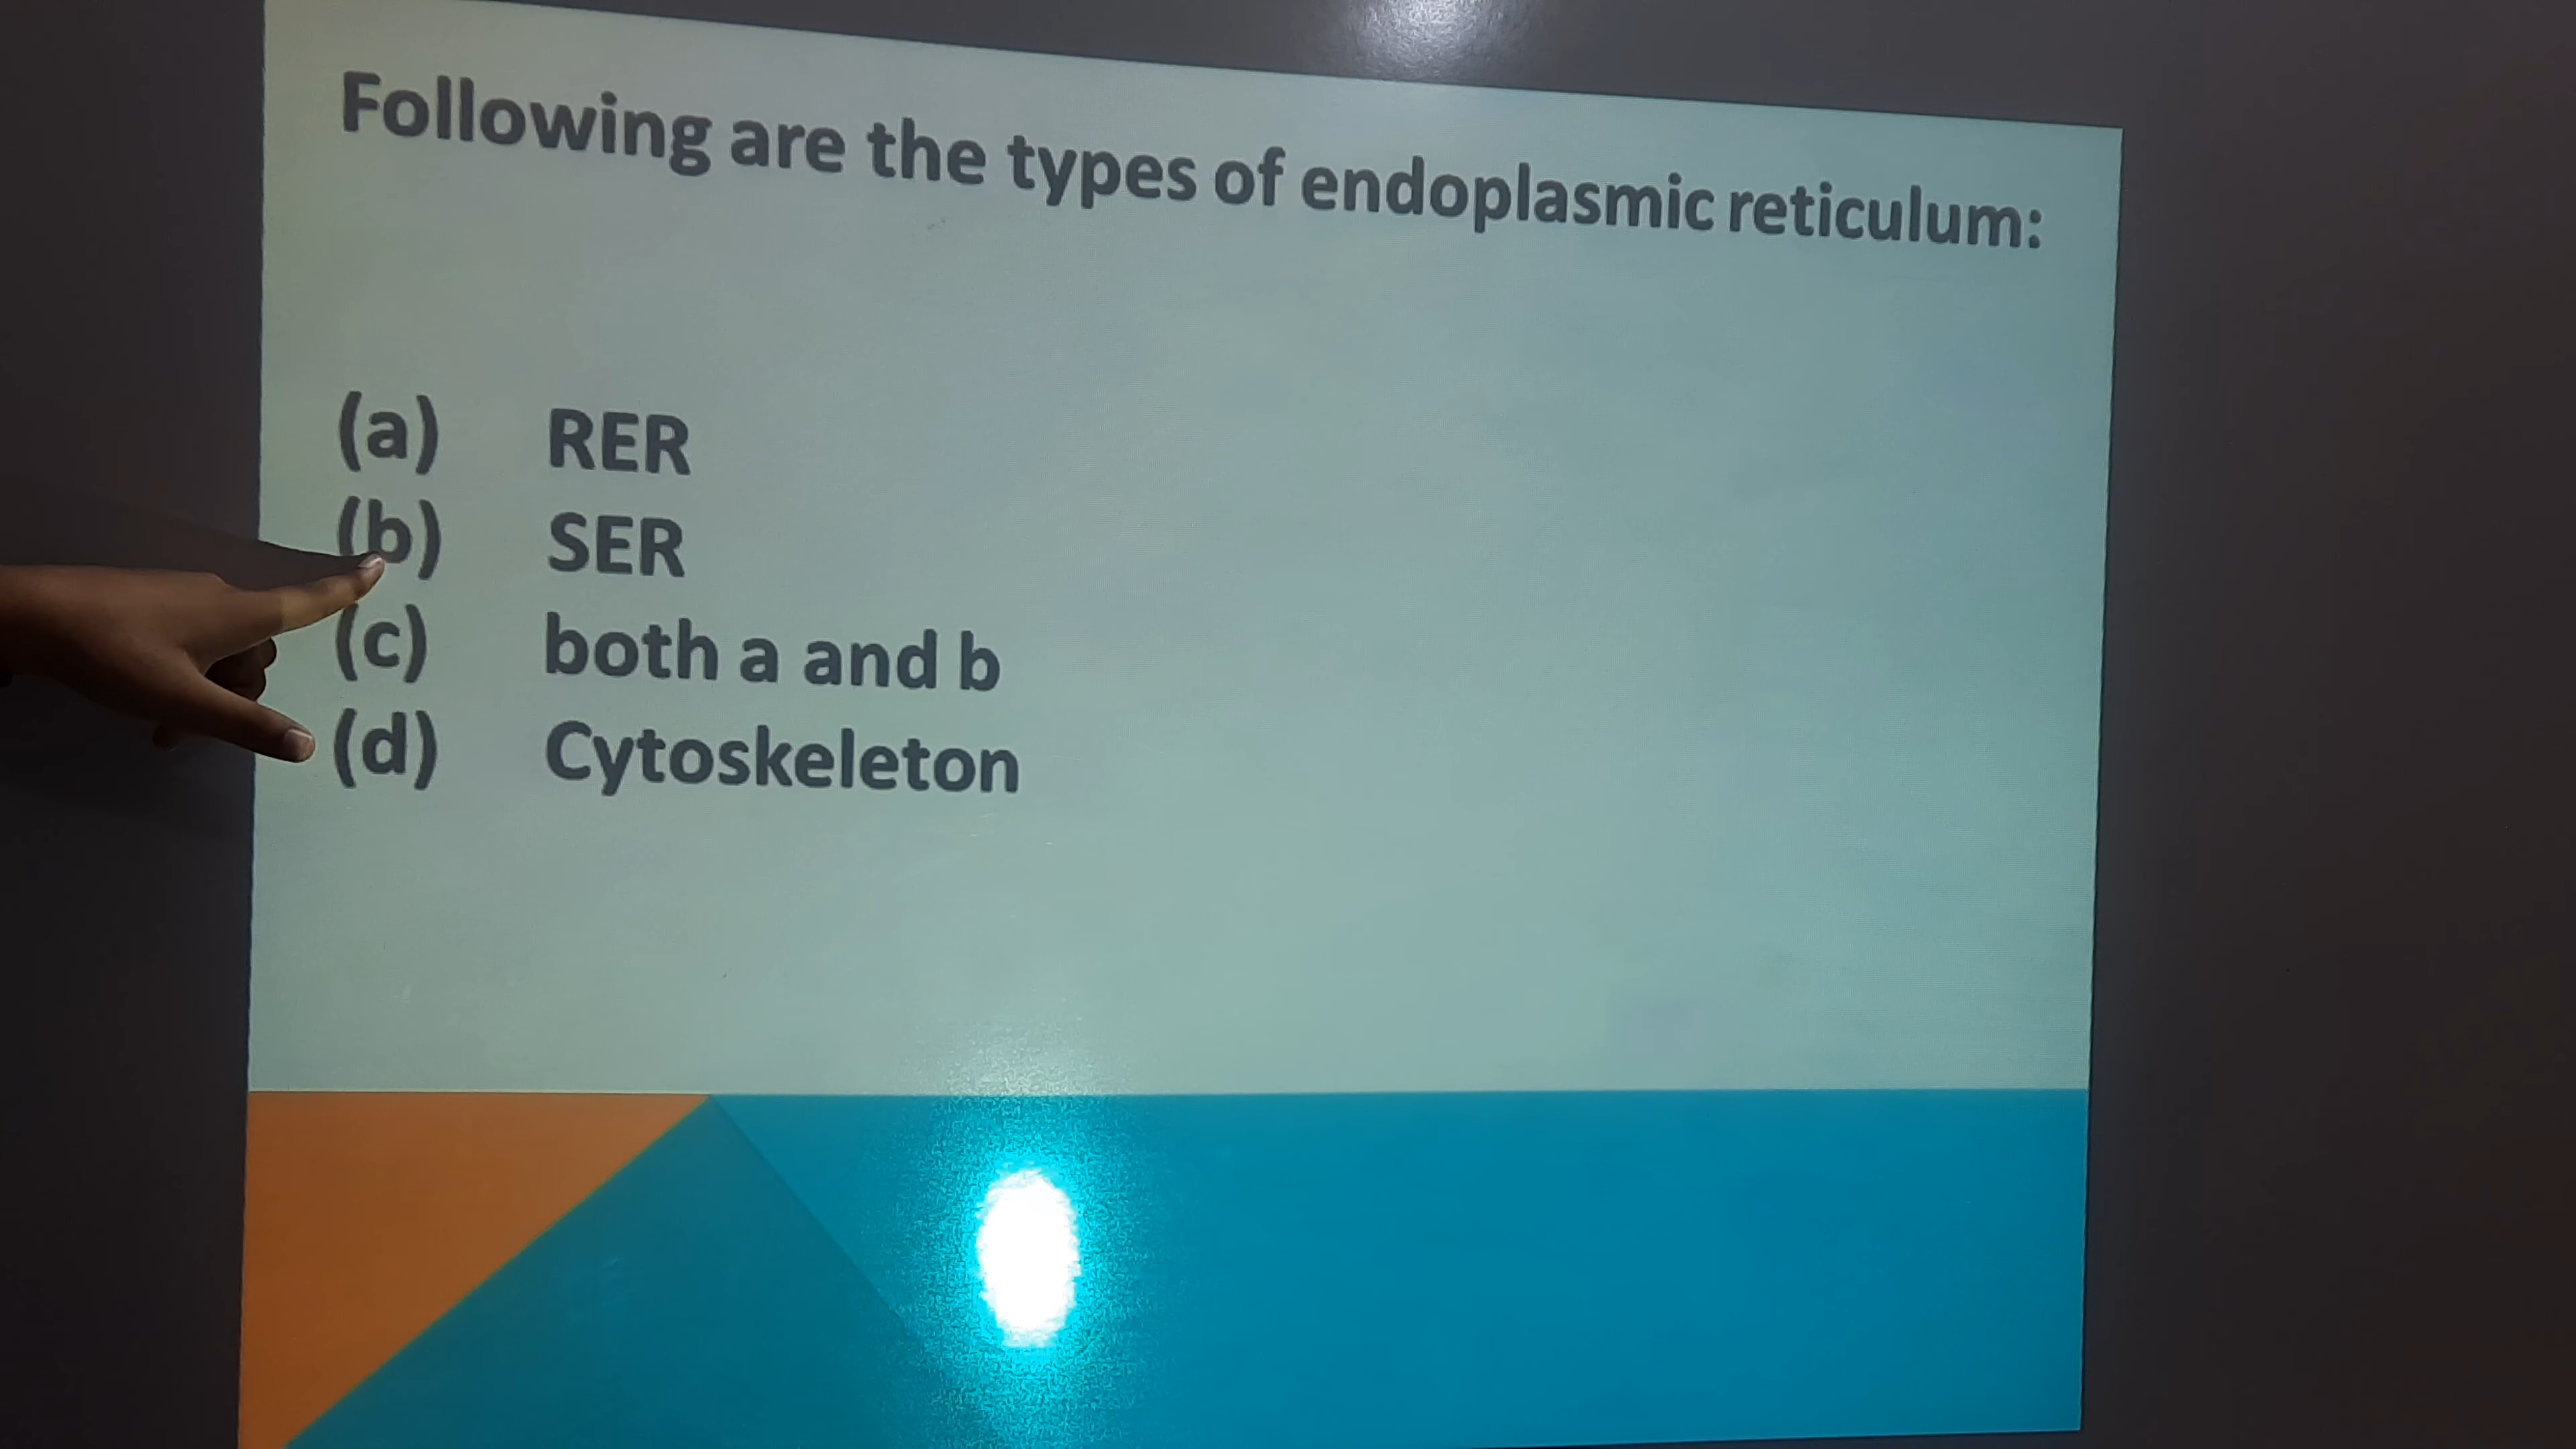 Following are the types of endoplasmic reticulum:
(a) RER
(b) SER
(c) both a and b
(d) Cytoskeleton